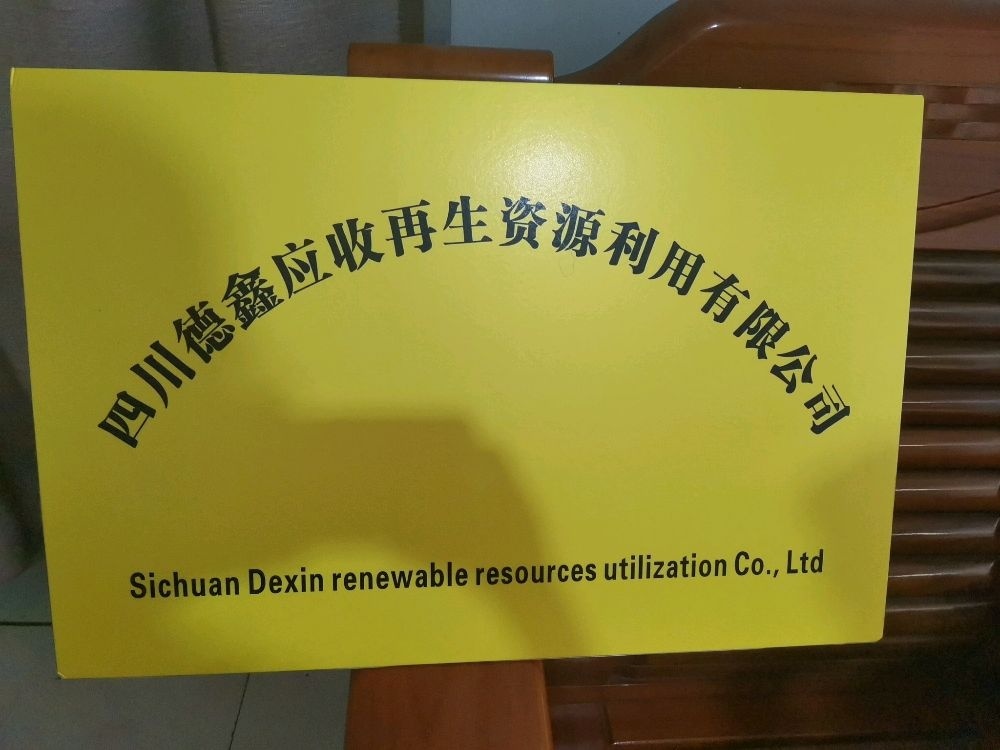 四川德鑫应收再生资源利用有限公司
Sichuan Dexin renewable resources utilization Co., Ltd